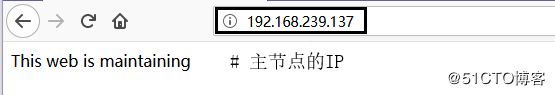 192.168.239.137
This web is maintaining # 主节点的IP
@51CTO博客